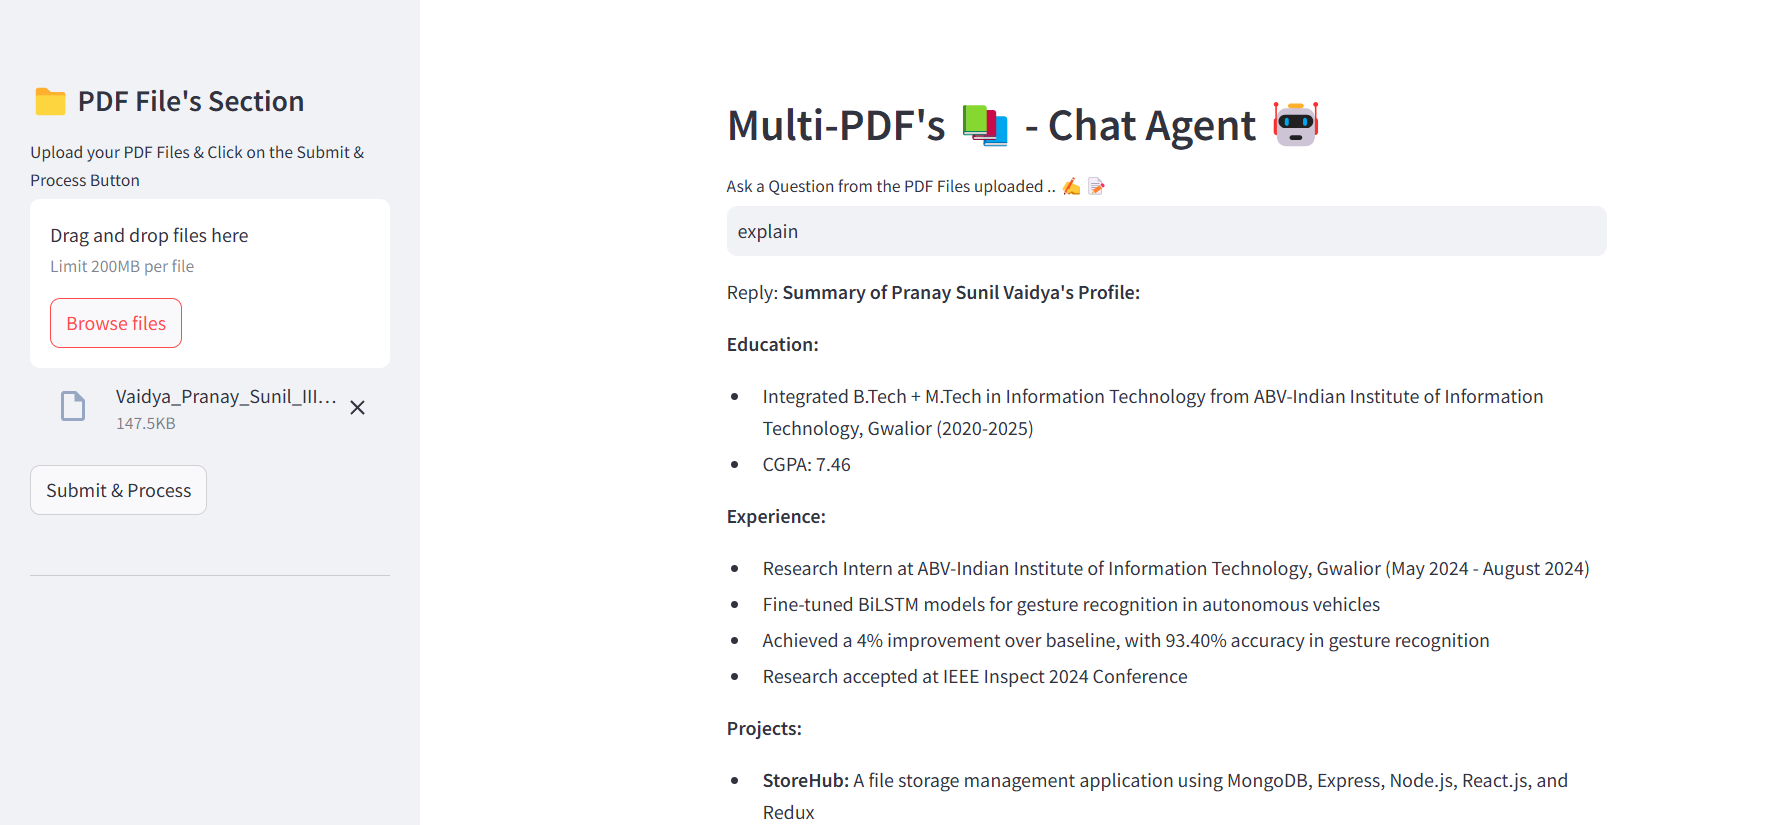 PDF File's Section
Upload your PDF Files & Click on the Submit &
Process Button
Drag and drop files here
Limit 200MB per file
Browse files
Vaidya_Pranay_Sunil_III...
147.5KB
Submit & Process
Multi-PDF's 📚 - Chat Agent 🤖
Ask a Question from the PDF Files uploaded .. ✍️ 📝
explain
Reply: Summary of Pranay Sunil Vaidya's Profile:
Education:
Integrated B.Tech + M.Tech in Information Technology from ABV-Indian Institute of Information
Technology, Gwalior (2020-2025)
CGPA: 7.46
Experience:
Research Intern at ABV-Indian Institute of Information Technology, Gwalior (May 2024 - August 2024)
Fine-tuned BiLSTM models for gesture recognition in autonomous vehicles
Achieved a 4% improvement over baseline, with 93.40% accuracy in gesture recognition
Research accepted at IEEE Inspect 2024 Conference
Projects:
StoreHub: A file storage management application using MongoDB, Express, Node.js, React.js, and
Redux